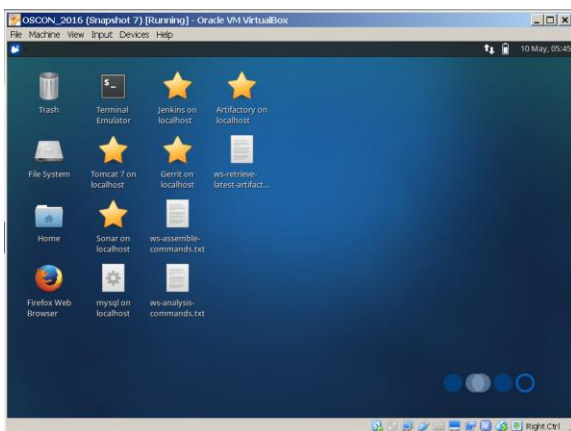 OSCON_2016 (Snapshot 7) [Running] - Oracle VM VirtualBox
File Machine View Input Devices Help
10 May, 05:45
Trash
Terminal
Emulator
Jenkins on
localhost
Artifactory on
localhost
File System
Tomcat 7 on
localhost
Gerrit on
localhost
ws-retrieve-
latest-artifact...
Home
Sonar on
localhost
ws-assemble-
commands.txt
Firefox Web
Browser
mysql on
localhost
ws-analysis-
commands.txt
Right Ctrl